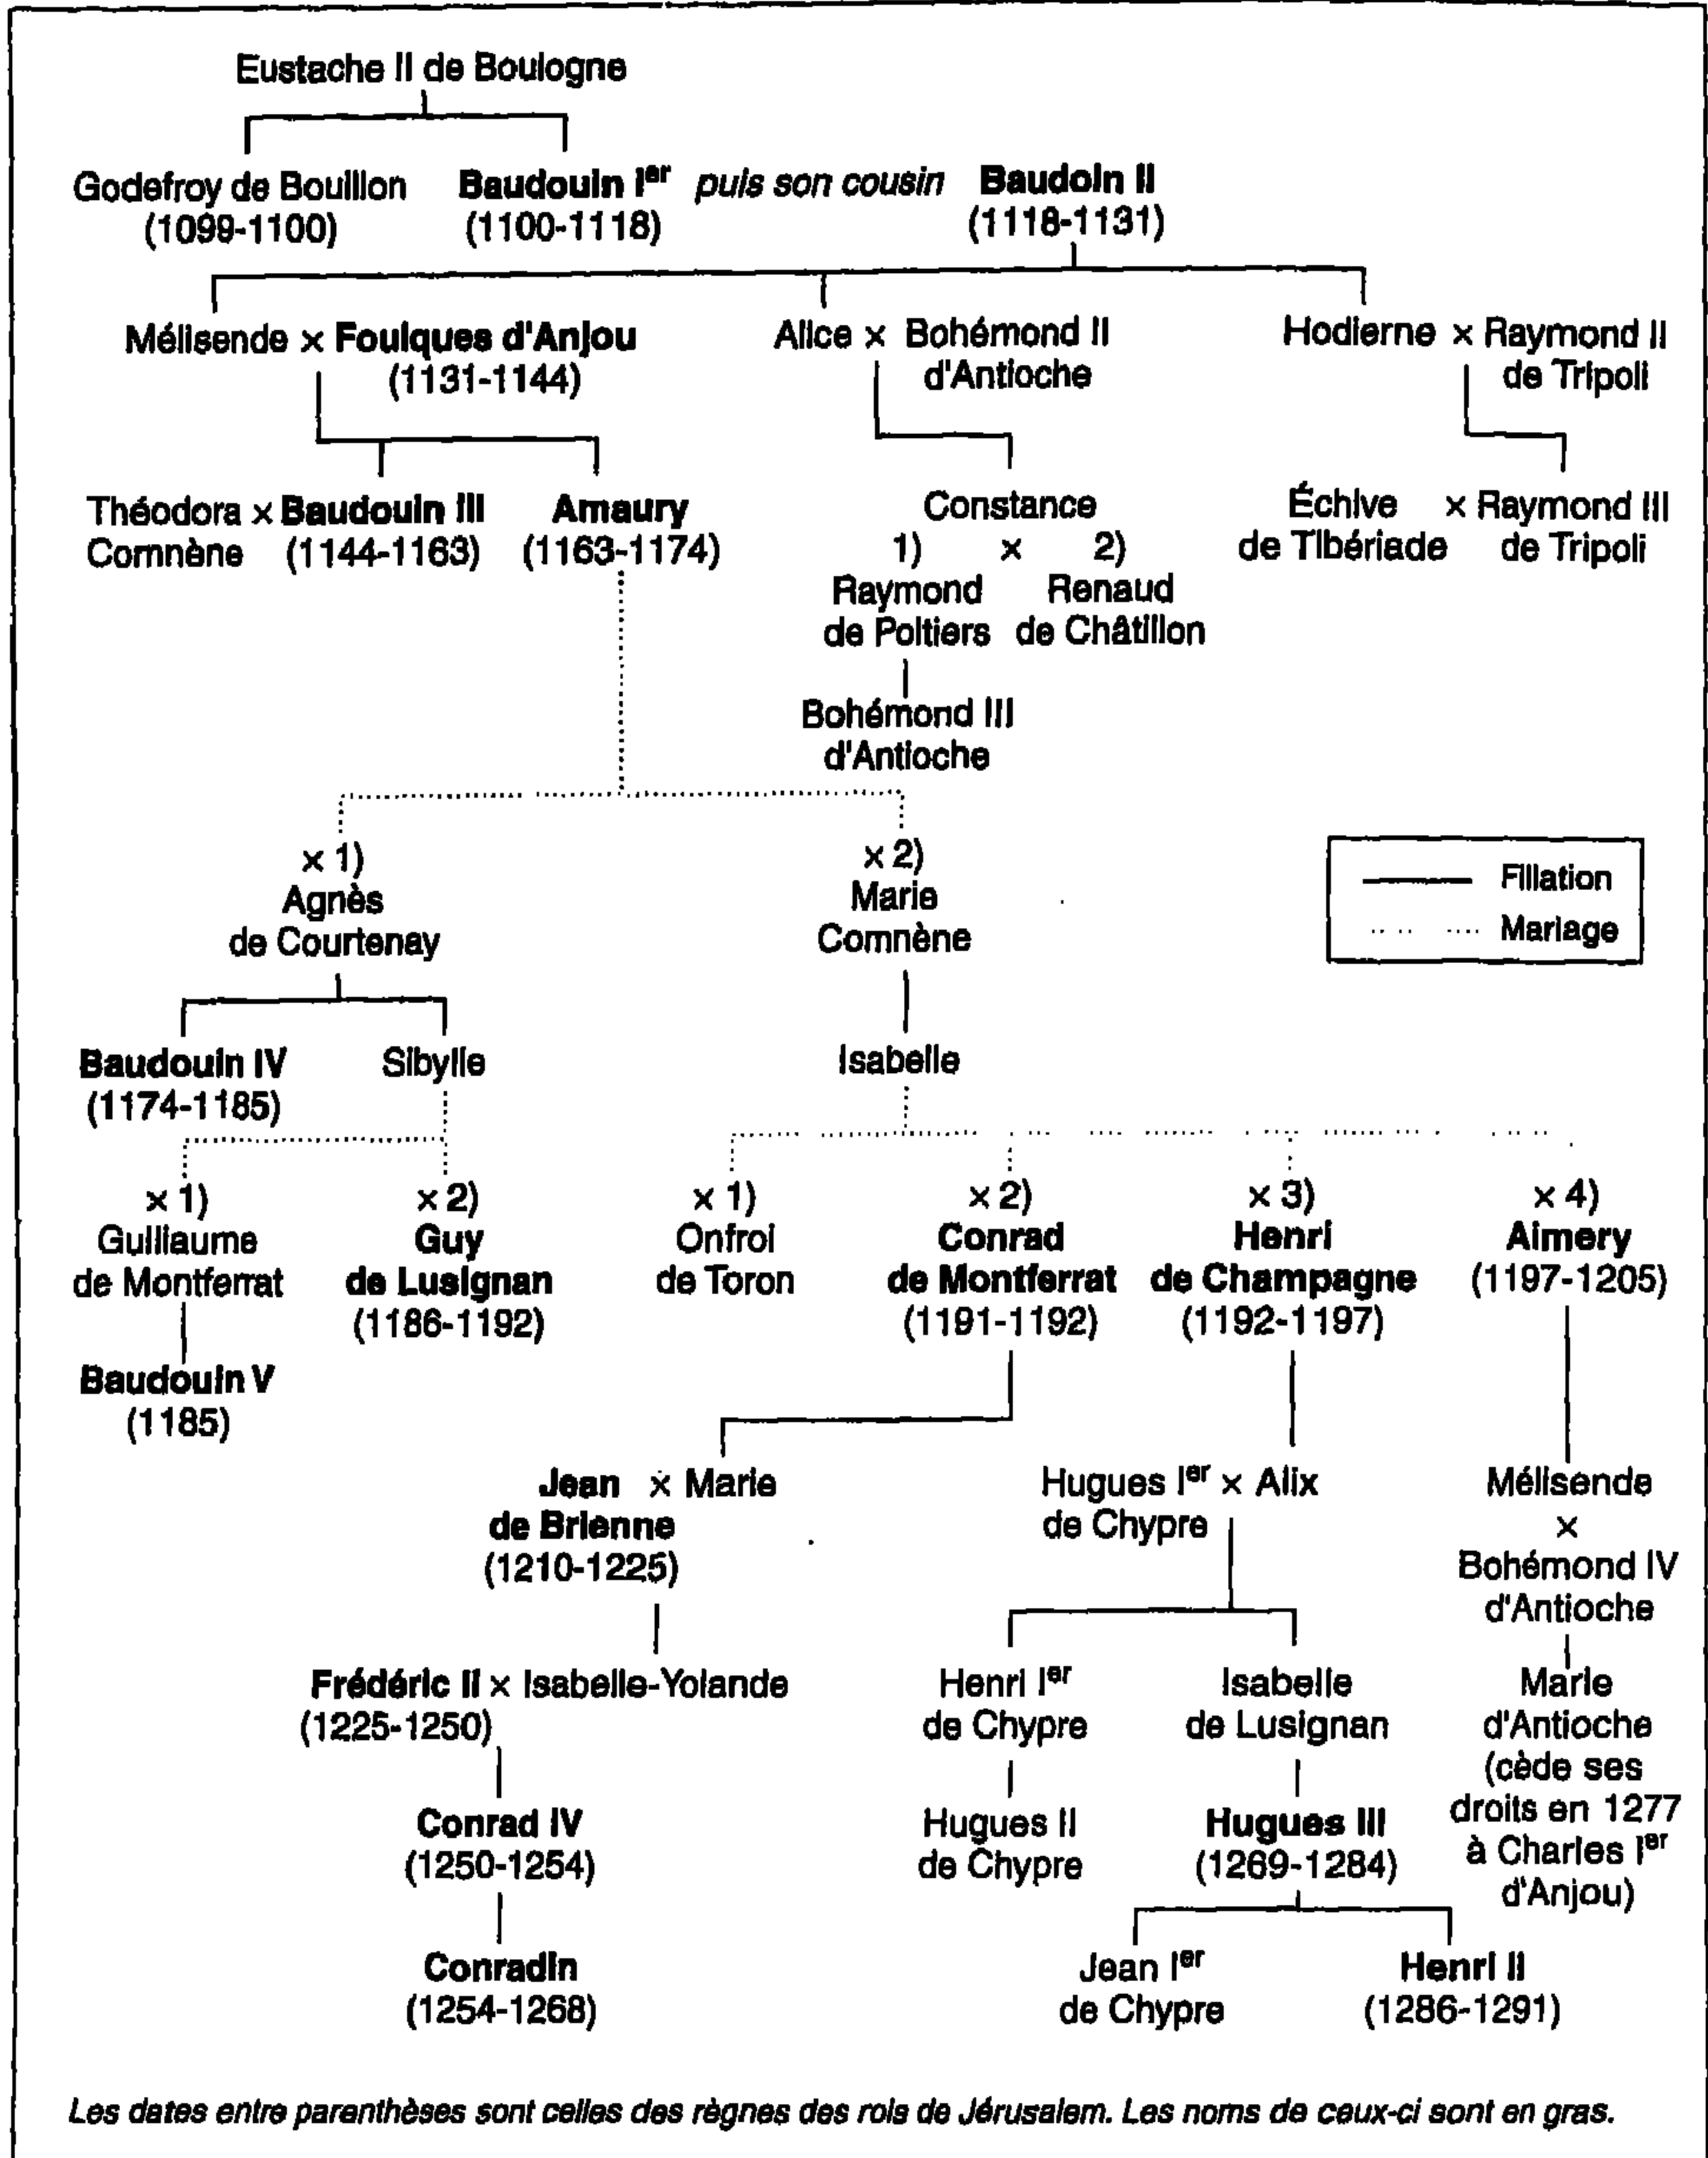 Eustache II de Boulogne
Godefroy de Bouillon Baudouin Ier puis son cousin Baudoin II
(1099-1100) (1100-1118) (1118-1131)
Mélisende × Foulques d'Anjou Alice × Bohémond II Hodierne × Raymond II
(1131-1144) d'Antioche de Tripoli
Théodora × Baudouin III Amaury Constance Échive × Raymond III
Comnène (1144-1163) (1163-1174) 1) × 2) de Tibériade de Tripoli
Raymond Renaud
de Poitiers de Châtillon
Bohémond III
d'Antioche
× 1) × 2)
Agnès Marie
de Courtenay Comnène
Filiation
Mariage
Baudouin IV Sibylle Isabelle
(1174-1185)
× 1) × 2) × 1) × 2) × 3) × 4)
Guillaume Guy Onfroi Conrad Henri Aimery
de Montferrat de Lusignan de Toron de Montferrat de Champagne (1197-1205)
(1186-1192) (1191-1192) (1192-1197)
Baudouin V
(1185)
Jean × Marie Hugues Ier × Alix Mélisende
de Brienne de Chypre ×
(1210-1225) Bohémond IV
d'Antioche
Frédéric II × Isabelle-Yolande Henri Ier Isabelle Marie
(1225-1250) de Chypre de Lusignan d'Antioche
(cède ses
Conrad IV Hugues II Hugues III droits en 1277
(1250-1254) de Chypre (1269-1284) à Charles Ier
d'Anjou)
Conradin Jean Ier Henri II
(1254-1268) de Chypre (1286-1291)
Les dates entre parenthèses sont celles des règnes des rois de Jérusalem. Les noms de ceux-ci sont en gras.